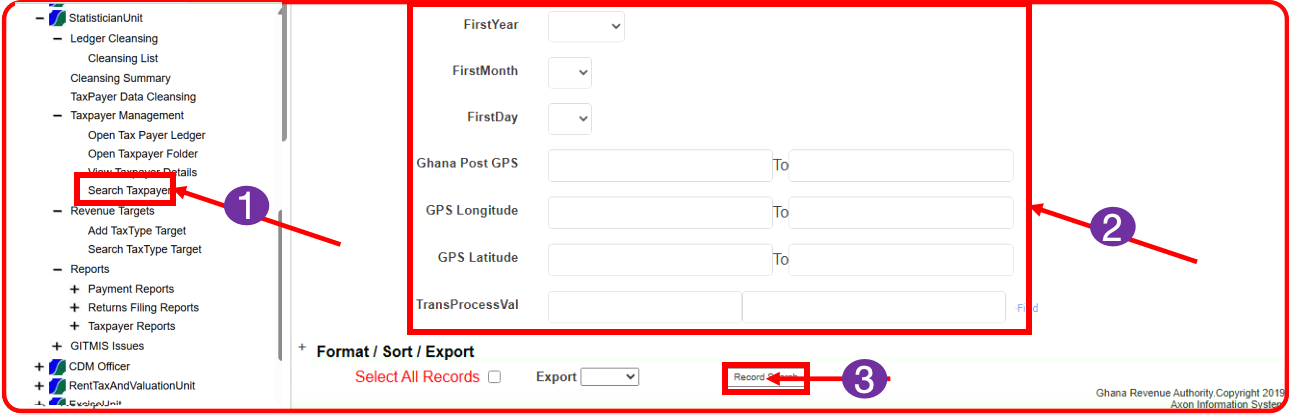 StatisticianUnit
Ledger Cleansing
Cleansing List
Cleansing Summary
TaxPayer Data Cleansing
Taxpayer Management
Open Tax Payer Ledger
Open Taxpayer Folder
View Taxpayer Details
Search Taxpayer
Revenue Targets
Add TaxType Target
Search TaxType Target
Reports
Payment Reports
Returns Filing Reports
Taxpayer Reports
GITMIS Issues
CDM Officer
RentTaxAndValuationUnit
ExciseUnit
1
FirstYear
FirstMonth
FirstDay
Ghana Post GPS To
GPS Longitude To
GPS Latitude To
TransProcessVal Find
2
+ Format / Sort / Export
Select All Records Export Record Search
3
Ghana Revenue Authority.Copyright 2019
Axon Information System